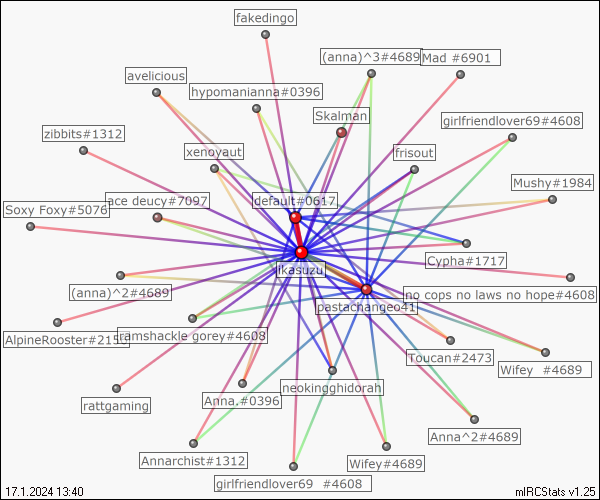 fakedingo
(anna)^3#4689
Mad #6901
avelicious
hypomanianna#0396
Skalman
girlfriendlover69#4608
zibbits#1312
xenoyaut
frisout
Mushy#1984
ace deucy#7097
default#0617
Soxy Foxy#5076
Cypha#1717
ikasuzu
(anna)^2#4689
no cops no laws no hope#4608
pastachangeo41
AlpineRooster#2138
gramshackle gorey#4608
Toucan#2473
Wifey #4689
neokingghidorah
rattgaming
Anna.#0396
Anna^2#4689
Annarchist#1312
Wifey#4689
girlfriendlover69 #4608
17.1.2024 13:40
mIRCStats v1.25